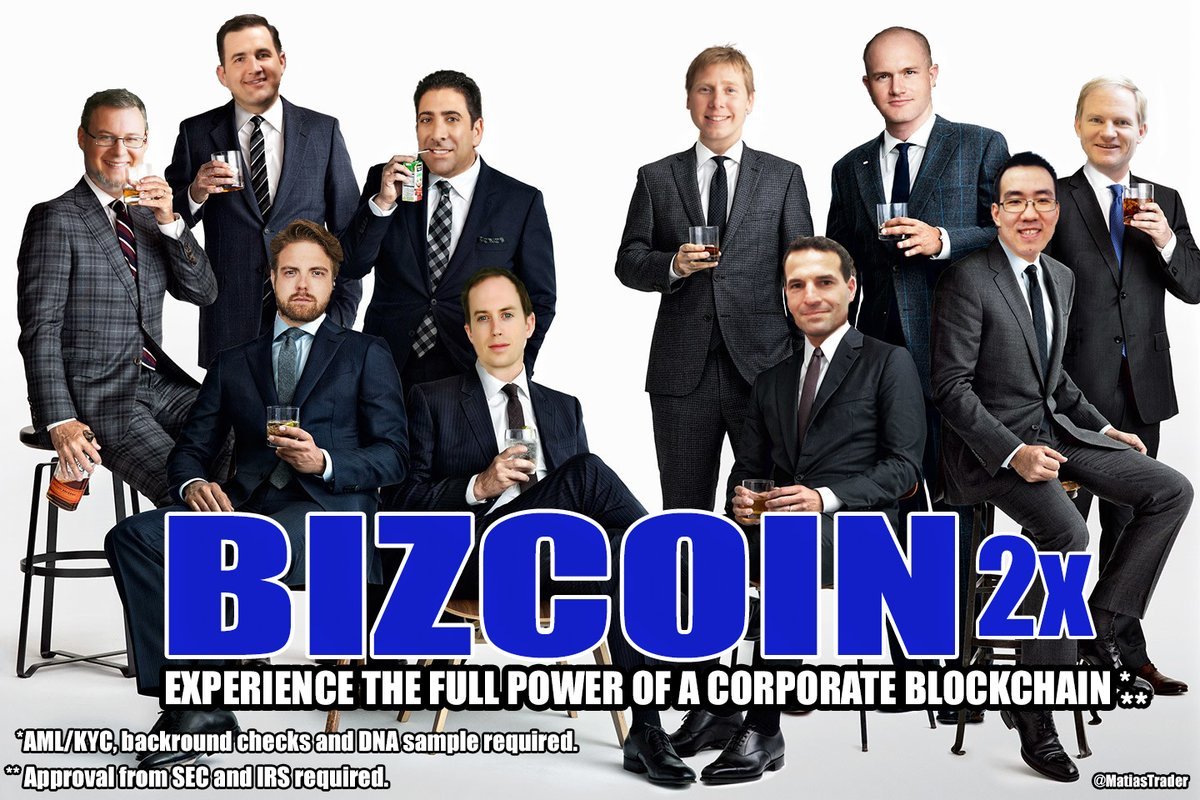 BIZCOIN 2x
EXPERIENCE THE FULL POWER OF A CORPORATE BLOCKCHAIN * **
*AML/KYC, backround checks and DNA sample required.
** Approval from SEC and IRS required.
@MatiasTrader